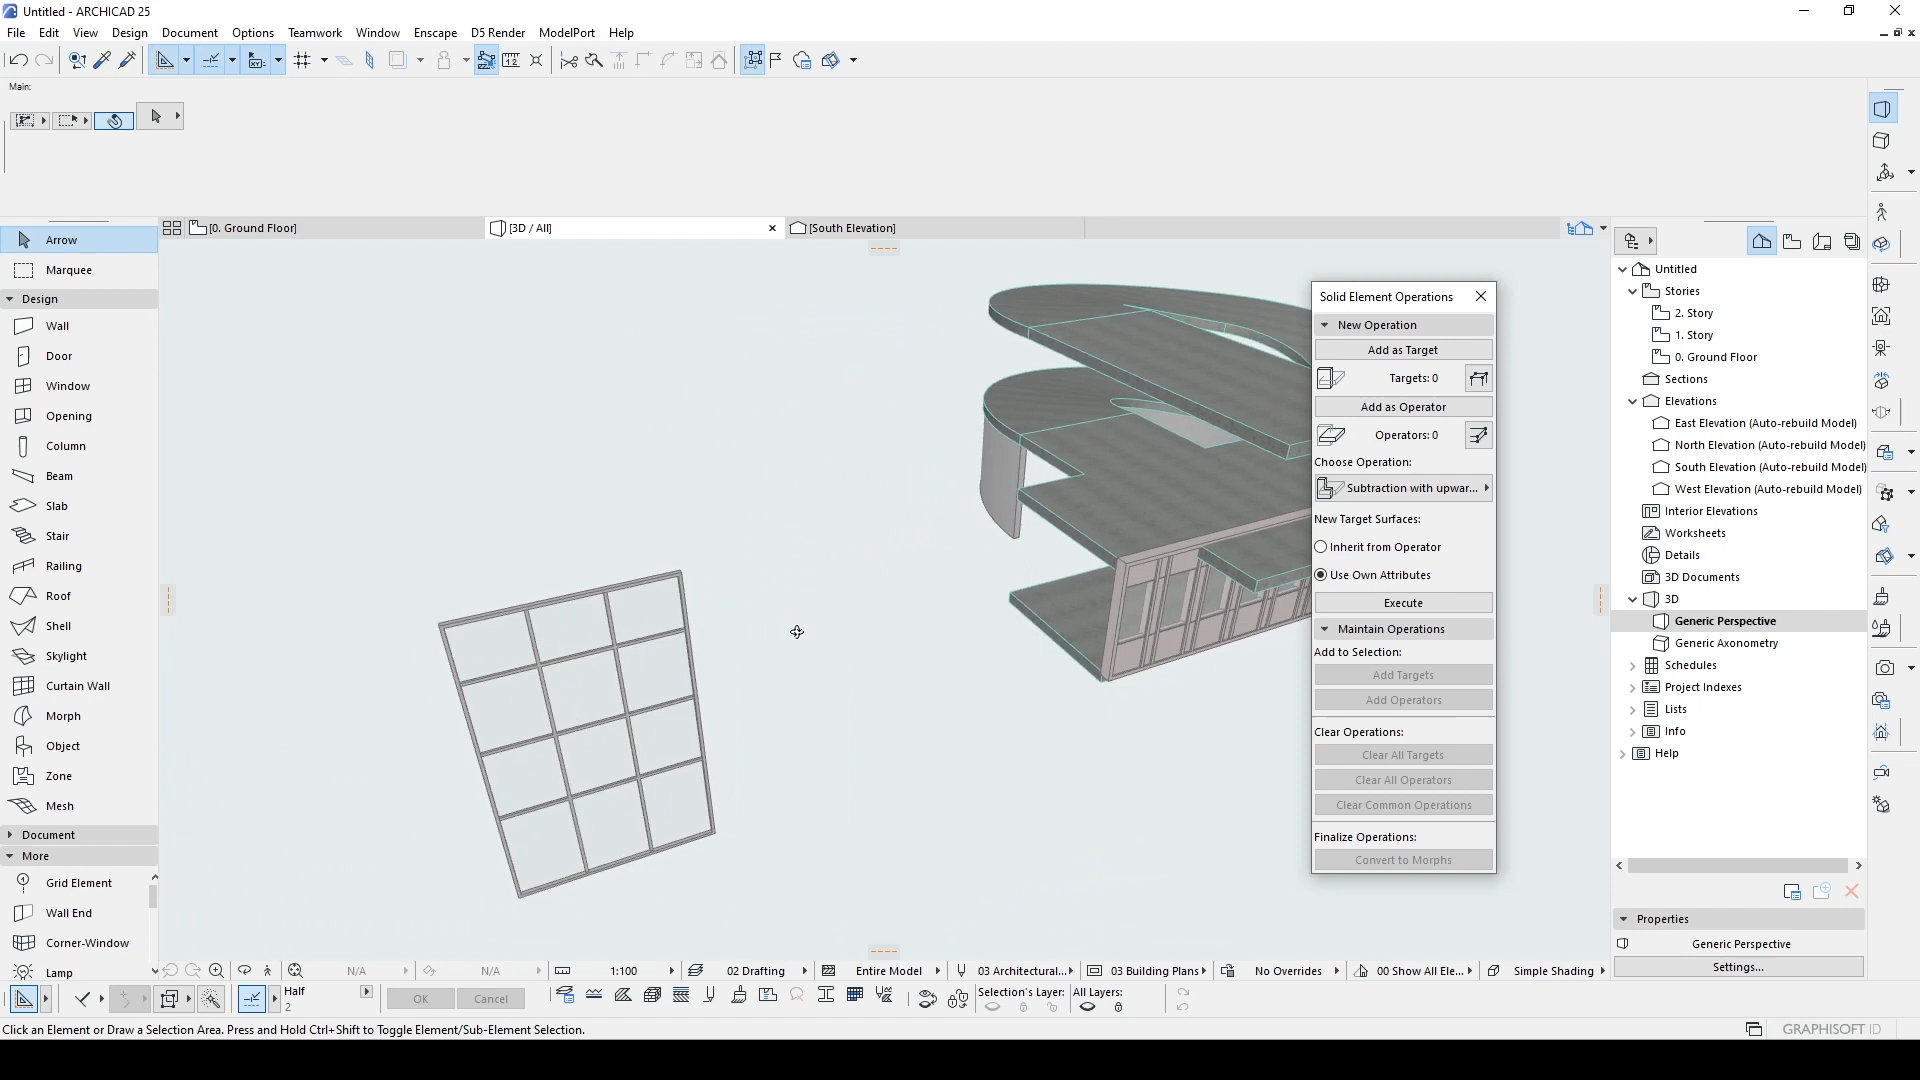 Untitled - ARCHICAD 25
File Edit View Design Document Options Teamwork Window Enscape D5 Render ModelPort Help
Main:
[0. Ground Floor] [3D / All] [South Elevation]
Arrow
Marquee
Design
Wall
Door
Window
Opening
Column
Beam
Slab
Stair
Railing
Roof
Shell
Skylight
Curtain Wall
Morph
Object
Zone
Mesh
Document
More
Grid Element
Wall End
Corner-Window
Lamp
Solid Element Operations
New Operation
Add as Target
Targets: 0
Add as Operator
Operators: 0
Choose Operation:
Subtraction with upwar...
New Target Surfaces:
Inherit from Operator
Use Own Attributes
Execute
Maintain Operations
Add to Selection:
Add Targets
Add Operators
Clear Operations:
Clear All Targets
Clear All Operators
Clear Common Operations
Finalize Operations:
Convert to Morphs
Untitled
Stories
2. Story
1. Story
0. Ground Floor
Sections
Elevations
East Elevation (Auto-rebuild Model)
North Elevation (Auto-rebuild Model)
South Elevation (Auto-rebuild Model)
West Elevation (Auto-rebuild Model)
Interior Elevations
Worksheets
Details
3D Documents
3D
Generic Perspective
Generic Axonometry
Schedules
Project Indexes
Lists
Info
Help
Properties
Generic Perspective
Settings...
N/A N/A 1:100 02 Drafting Entire Model 03 Architectural... 03 Building Plans No Overrides 00 Show All Ele... Simple Shading
Half
2
OK Cancel
Selection's Layer: All Layers:
Click an Element or Draw a Selection Area. Press and Hold Ctrl+Shift to Toggle Element/Sub-Element Selection.
GRAPHISOFT ID